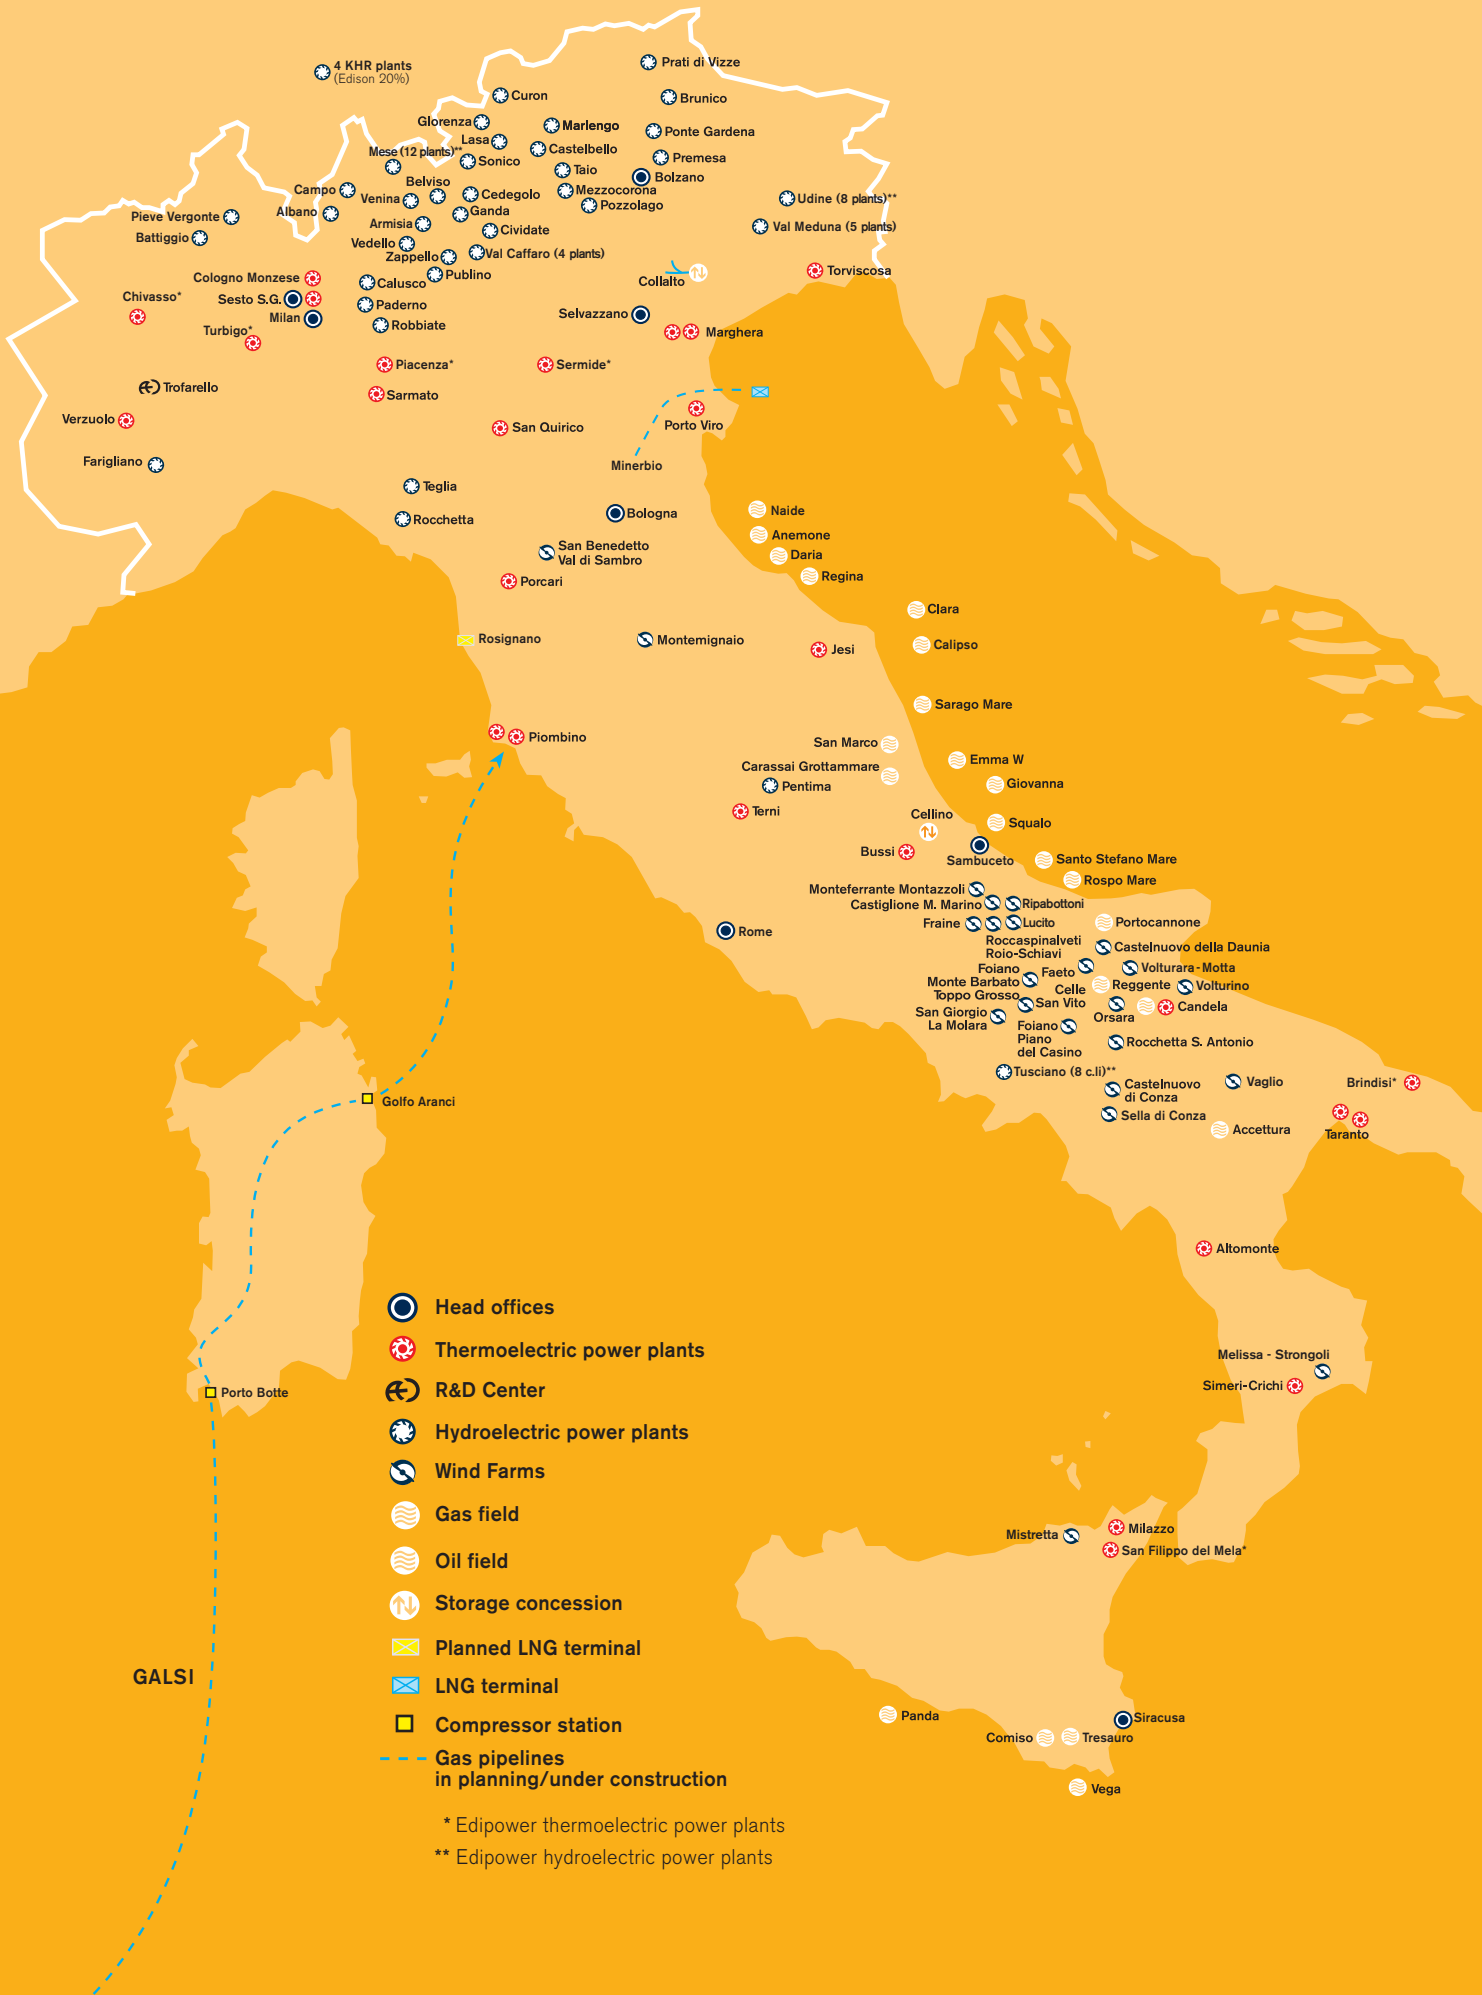 4 KHR plants
(Edison 20%)
Prati di Vizze
Curon
Brunico
Glorenza
Marlengo
Ponte Gardena
Lasa
Castelbello
Mese (12 plants)**
Sonico
Premesa
Taio
Bolzano
Belviso
Campo
Venina
Cedegolo
Mezzocorona
Udine (8 plants)**
Pozzolago
Albano
Ganda
Pieve Vergonte
Armisia
Cividate
Val Meduna (5 plants)
Battiggio
Vedello
Val Caffaro (4 plants)
Zappello
Publino
Torviscosa
Cologno Monzese
Calusco
Collalto
Chivasso*
Sesto S.G.
Paderno
Milan
Selvazzano
Robbiate
Turbigo*
Marghera
Piacenza*
Sermide*
Trofarello
Sarmato
Verzuolo
San Quirico
Porto Viro
Farigliano
Minerbio
Teglia
Rocchetta
Bologna
Naide
Anemone
San Benedetto
Val di Sambro
Daria
Porcari
Regina
Clara
Rosignano
Montemignaio
Jesi
Calipso
Sarago Mare
Piombino
San Marco
Emma W
Carassai Grottammare
Pentima
Giovanna
Terni
Cellino
Squalo
Bussi
Sambuceto
Santo Stefano Mare
Rospo Mare
Monteferrante Montazzoli
Castiglione M. Marino
Ripabottoni
Fraine
Lucito
Portocannone
Rome
Roccaspinalveti
Roio-Schiavi
Castelnuovo della Daunia
Foiano
Monte Barbato
Toppo Grosso
Faeto
Volturara-Motta
Celle
Reggente
Volturino
San Vito
San Giorgio
La Molara
Orsara
Candela
Foiano
Piano
del Casino
Rocchetta S. Antonio
Tusciano (8 c.li)**
Castelnuovo
di Conza
Vaglio
Brindisi*
Golfo Aranci
Sella di Conza
Accettura
Taranto
Altomonte
Head offices
Thermoelectric power plants
Melissa - Strongoli
Simeri-Crichi
R&D Center
Porto Botte
Hydroelectric power plants
Wind Farms
Gas field
Mistretta
Milazzo
San Filippo del Mela*
Oil field
Storage concession
Planned LNG terminal
GALSI
LNG terminal
Panda
Siracusa
Compressor station
Comiso
Tresauro
Gas pipelines
in planning/under construction
Vega
* Edipower thermoelectric power plants
** Edipower hydroelectric power plants